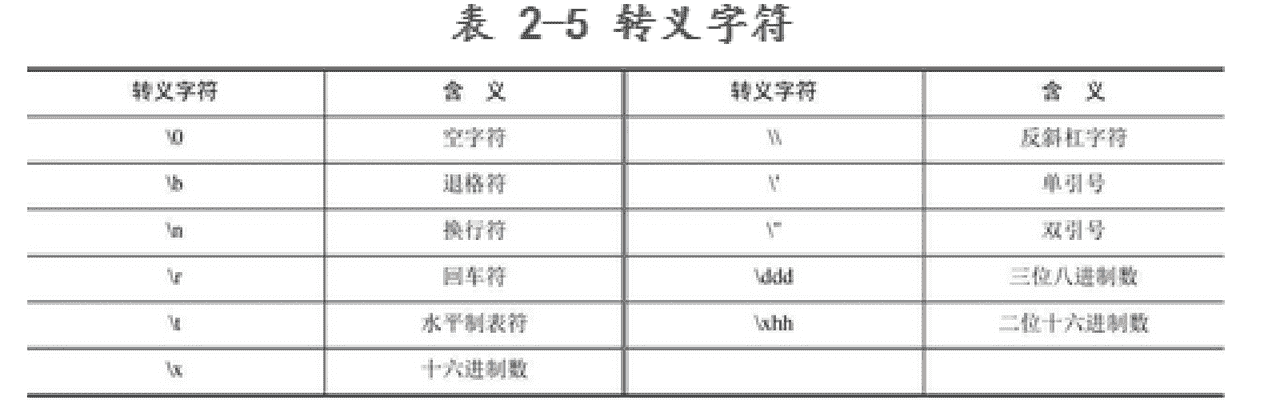 表 2-5 转义字符
转义字符 含 义 转义字符 含 义
\0 空字符 \\ 反斜杠字符
\b 退格符 \' 单引号
\n 换行符 \" 双引号
\r 回车符 \ddd 三位八进制数
\t 水平制表符 \xhh 二位十六进制数
\x 十六进制数